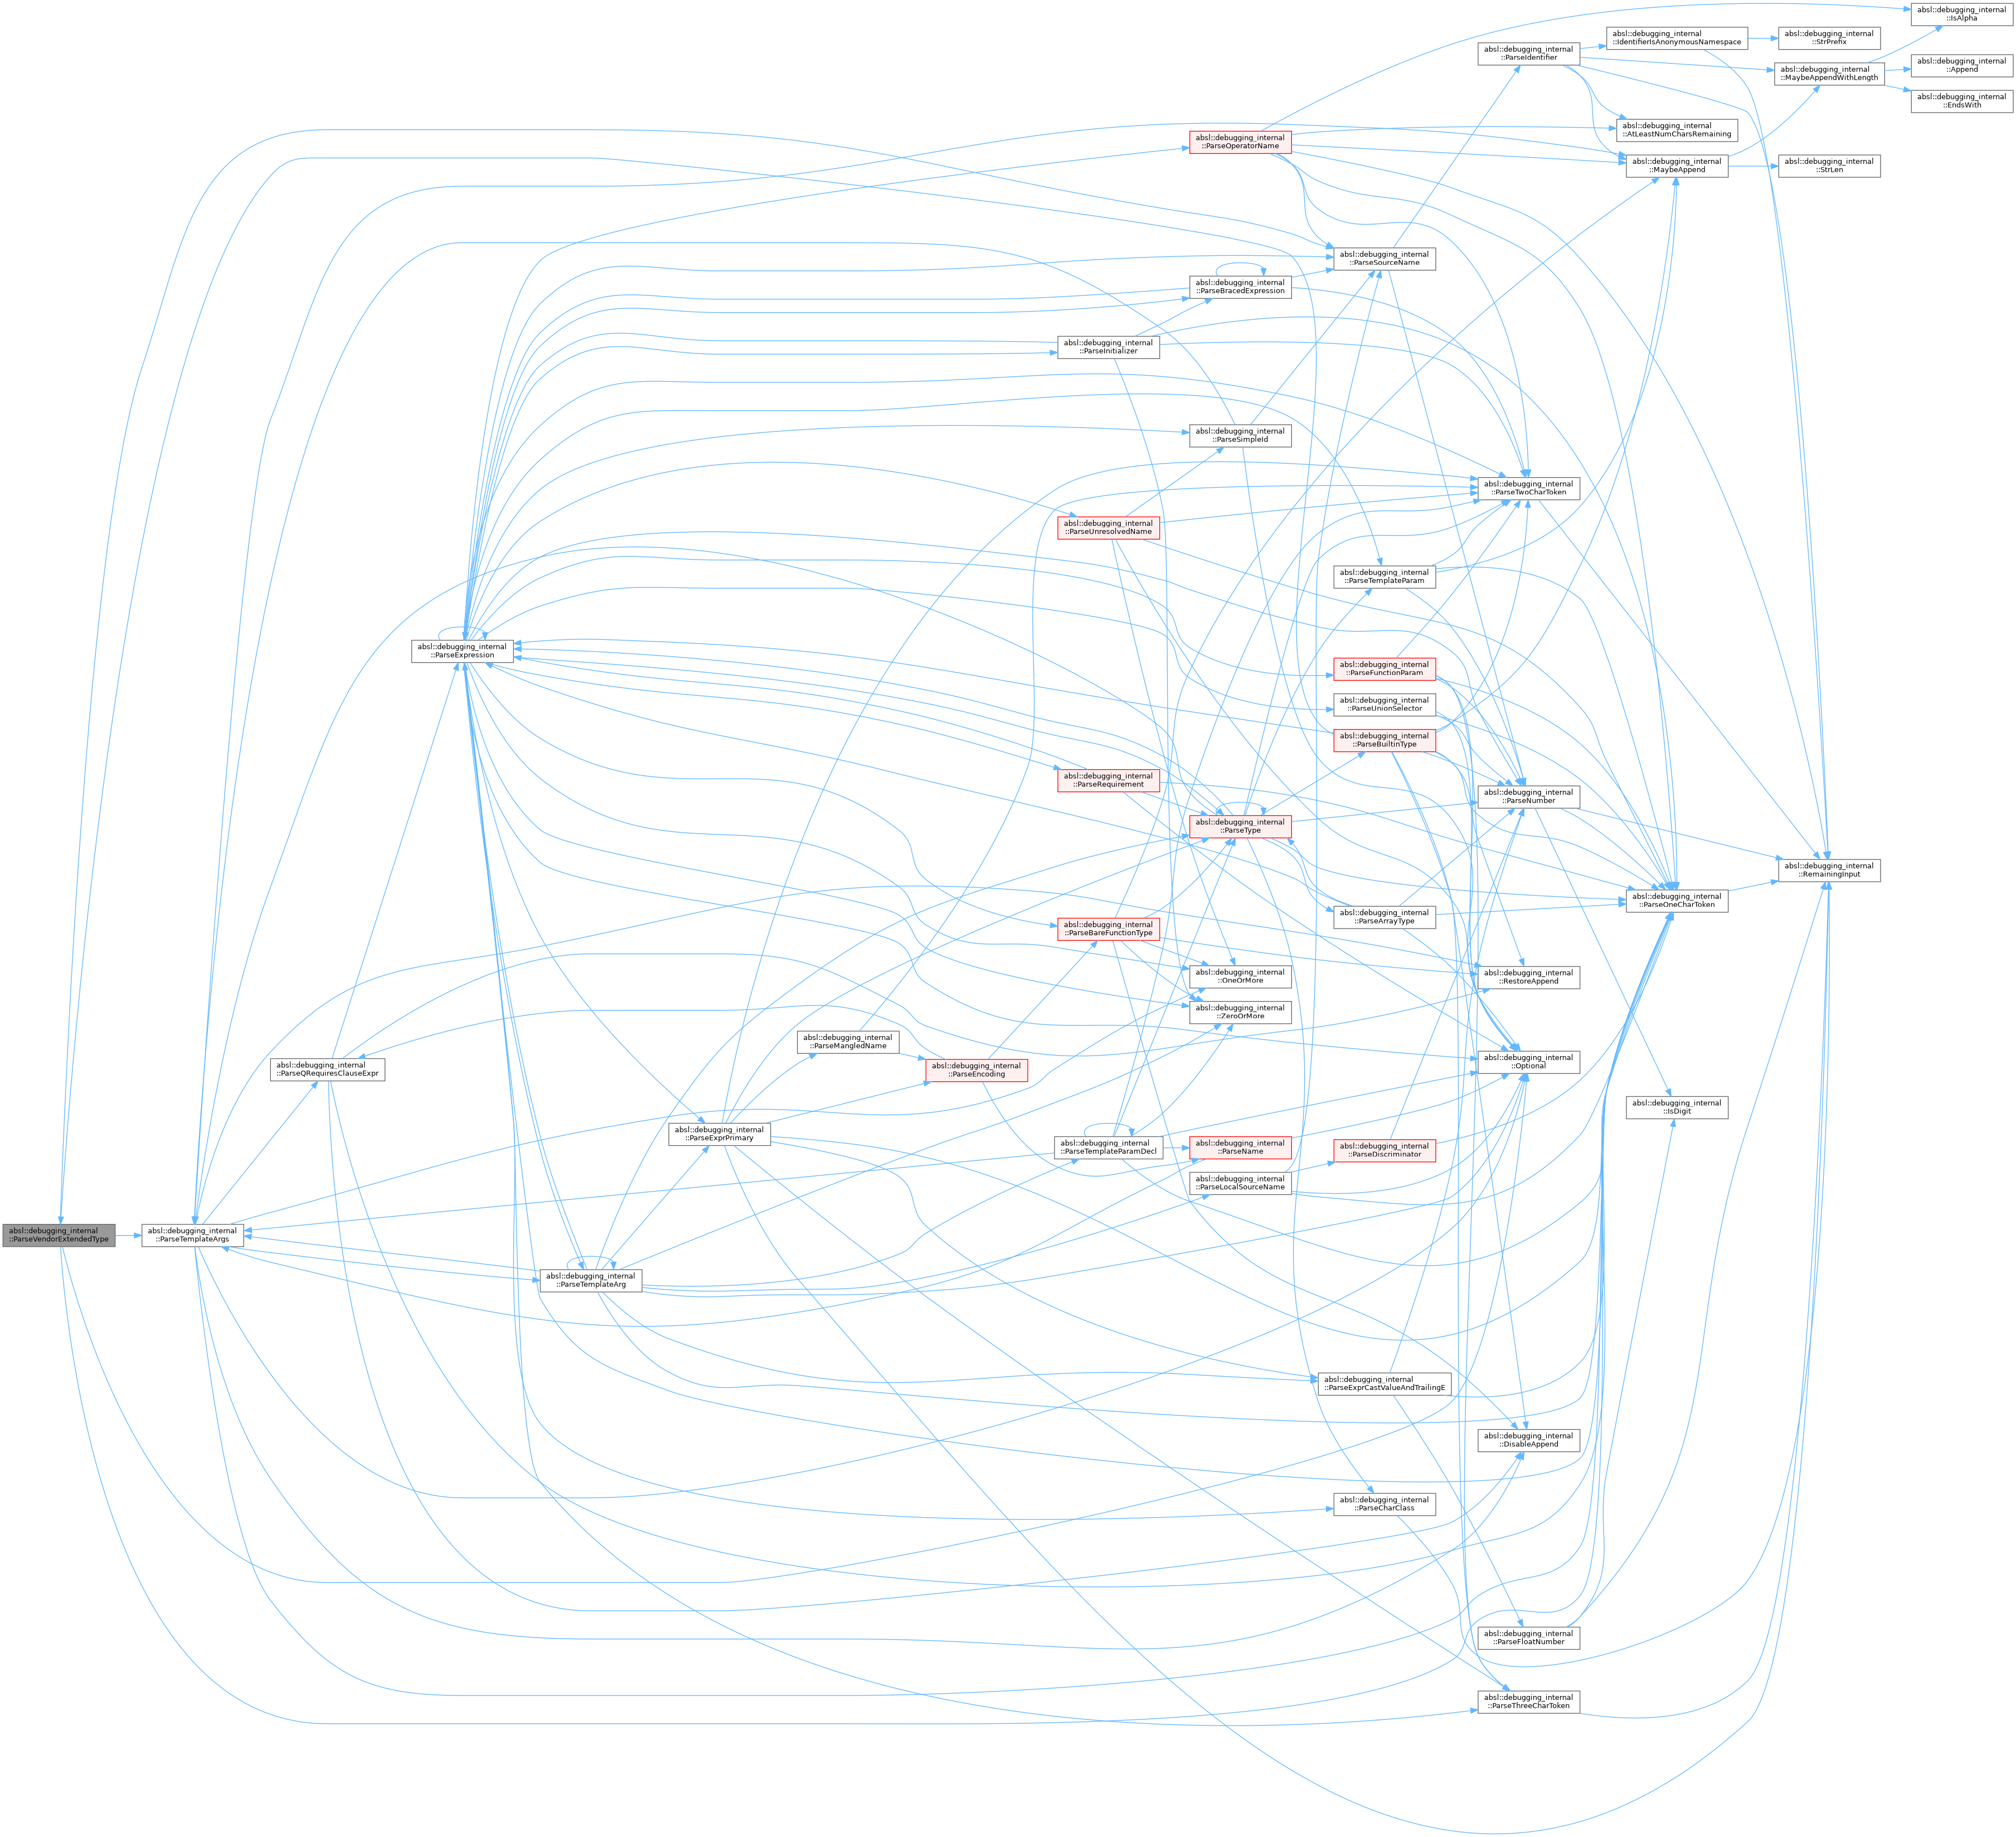 absl::debugging_internal
::IsAlpha
absl::debugging_internal
::IdentifierIsAnonymousNamespace
absl::debugging_internal
::StrPrefix
absl::debugging_internal
::ParseIdentifier
absl::debugging_internal
::MaybeAppendWithLength
absl::debugging_internal
::Append
absl::debugging_internal
::EndsWith
absl::debugging_internal
::AtLeastNumCharsRemaining
absl::debugging_internal
::ParseOperatorName
absl::debugging_internal
::MaybeAppend
absl::debugging_internal
::StrLen
absl::debugging_internal
::ParseSourceName
absl::debugging_internal
::ParseBracedExpression
absl::debugging_internal
::ParseInitializer
absl::debugging_internal
::ParseSimpleId
absl::debugging_internal
::ParseTwoCharToken
absl::debugging_internal
::ParseUnresolvedName
absl::debugging_internal
::ParseTemplateParam
absl::debugging_internal
::ParseExpression
absl::debugging_internal
::ParseFunctionParam
absl::debugging_internal
::ParseUnionSelector
absl::debugging_internal
::ParseBuiltinType
absl::debugging_internal
::ParseRequirement
absl::debugging_internal
::ParseNumber
absl::debugging_internal
::ParseType
absl::debugging_internal
::RemainingInput
absl::debugging_internal
::ParseOneCharToken
absl::debugging_internal
::ParseArrayType
absl::debugging_internal
::ParseBareFunctionType
absl::debugging_internal
::OneOrMore
absl::debugging_internal
::RestoreAppend
absl::debugging_internal
::ZeroOrMore
absl::debugging_internal
::ParseMangledName
absl::debugging_internal
::ParseQRequiresClauseExpr
absl::debugging_internal
::ParseEncoding
absl::debugging_internal
::Optional
absl::debugging_internal
::IsDigit
absl::debugging_internal
::ParseExprPrimary
absl::debugging_internal
::ParseTemplateParamDecl
absl::debugging_internal
::ParseName
absl::debugging_internal
::ParseDiscriminator
absl::debugging_internal
::ParseLocalSourceName
absl::debugging_internal
::ParseVendorExtendedType
absl::debugging_internal
::ParseTemplateArgs
absl::debugging_internal
::ParseTemplateArg
absl::debugging_internal
::ParseExprCastValueAndTrailingE
absl::debugging_internal
::DisableAppend
absl::debugging_internal
::ParseCharClass
absl::debugging_internal
::ParseFloatNumber
absl::debugging_internal
::ParseThreeCharToken